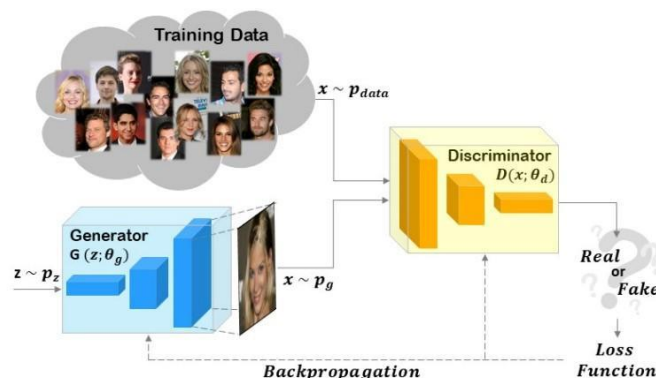 Training Data
x ~ p_data
Discriminator
D(x; θ_d)
Generator
G (z; θ_g)
z ~ p_z
x ~ p_g
Real
or
Fake
Loss
Function
Backpropagation